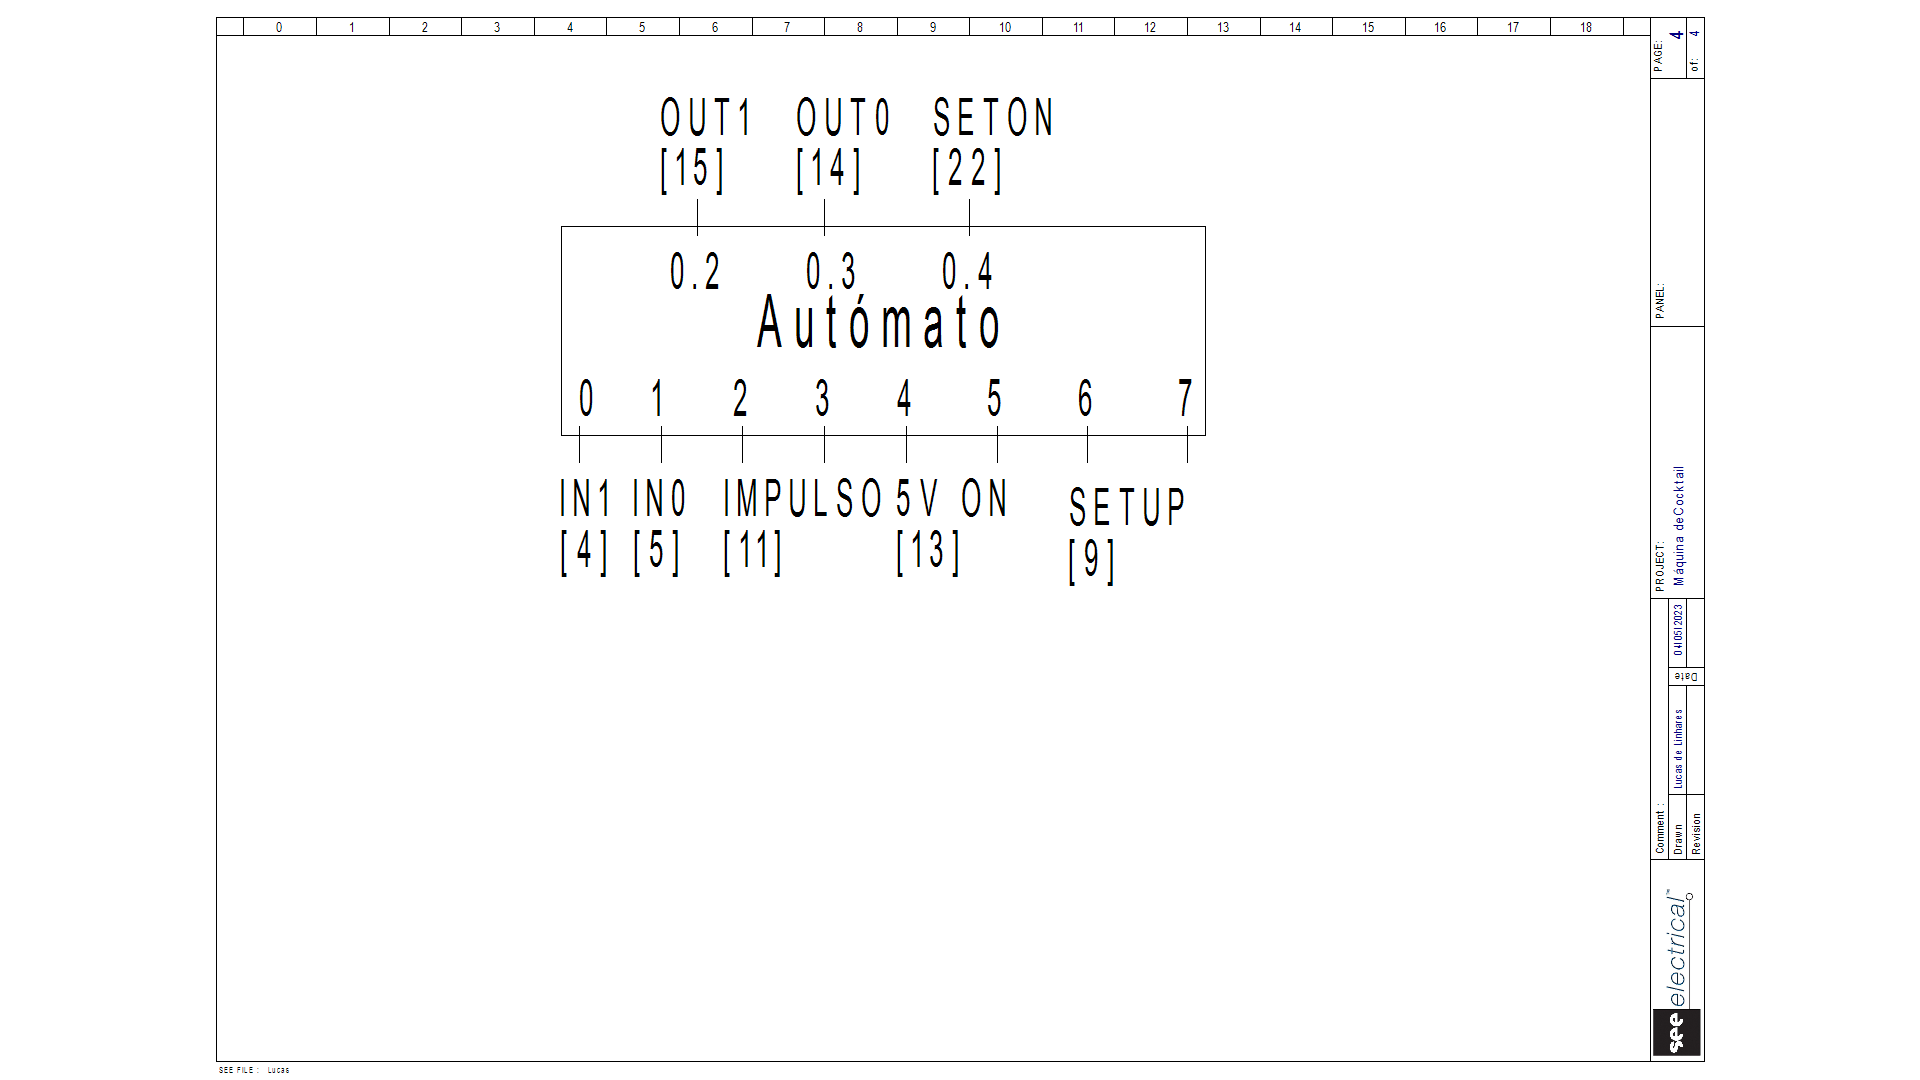 0 1 2 3 4 5 6 7 8 9 10 11 12 13 14 15 16 17 18
OUT1 OUT0 SETON
[15] [14] [22]
0.2 0.3 0.4
Autómato
0 1 2 3 4 5 6 7
IN1 IN0 IMPULSO 5V ON SETUP
[4] [5] [11] [13] [9]
PAGE: 4
of: 4
PANEL:
PROJECT:
Máquina deCocktail
04/05/2023
Date
Lucas de Linhares
Comment :
Drawn
Revision
see electrical™
SEE FILE : Lucas